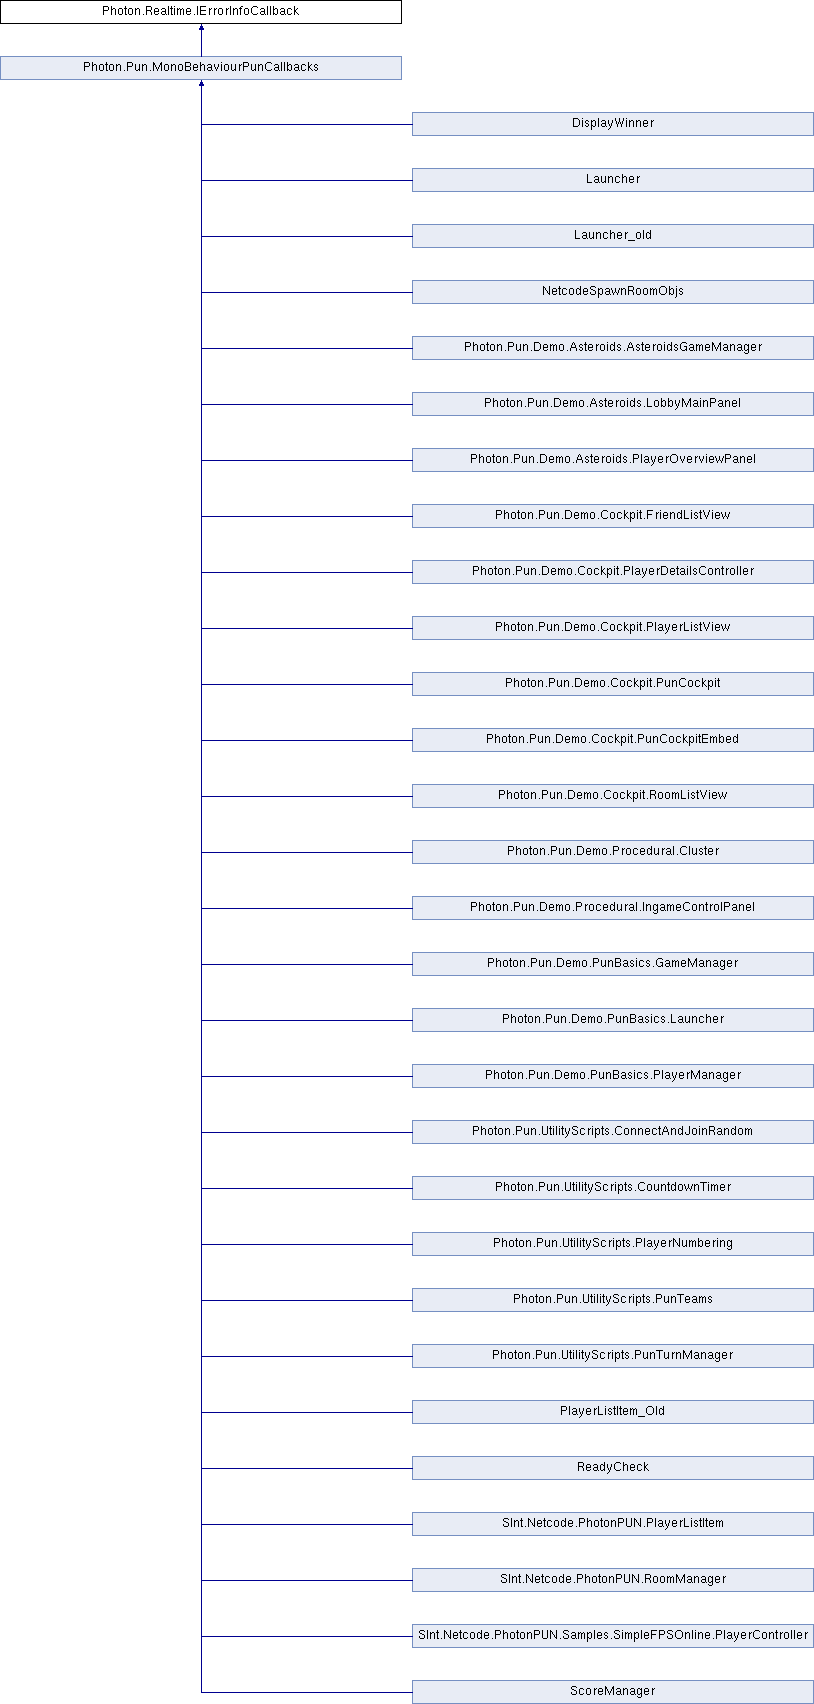 Photon.Realtime.IErrorInfoCallback
Photon.Pun.MonoBehaviourPunCallbacks
DisplayWinner
Launcher
Launcher_old
NetcodeSpawnRoomObjs
Photon.Pun.Demo.Asteroids.AsteroidsGameManager
Photon.Pun.Demo.Asteroids.LobbyMainPanel
Photon.Pun.Demo.Asteroids.PlayerOverviewPanel
Photon.Pun.Demo.Cockpit.FriendListView
Photon.Pun.Demo.Cockpit.PlayerDetailsController
Photon.Pun.Demo.Cockpit.PlayerListView
Photon.Pun.Demo.Cockpit.PunCockpit
Photon.Pun.Demo.Cockpit.PunCockpitEmbed
Photon.Pun.Demo.Cockpit.RoomListView
Photon.Pun.Demo.Procedural.Cluster
Photon.Pun.Demo.Procedural.IngameControlPanel
Photon.Pun.Demo.PunBasics.GameManager
Photon.Pun.Demo.PunBasics.Launcher
Photon.Pun.Demo.PunBasics.PlayerManager
Photon.Pun.UtilityScripts.ConnectAndJoinRandom
Photon.Pun.UtilityScripts.CountdownTimer
Photon.Pun.UtilityScripts.PlayerNumbering
Photon.Pun.UtilityScripts.PunTeams
Photon.Pun.UtilityScripts.PunTurnManager
PlayerListItem_Old
ReadyCheck
SInt.Netcode.PhotonPUN.PlayerListItem
SInt.Netcode.PhotonPUN.RoomManager
SInt.Netcode.PhotonPUN.Samples.SimpleFPSOnline.PlayerController
ScoreManager